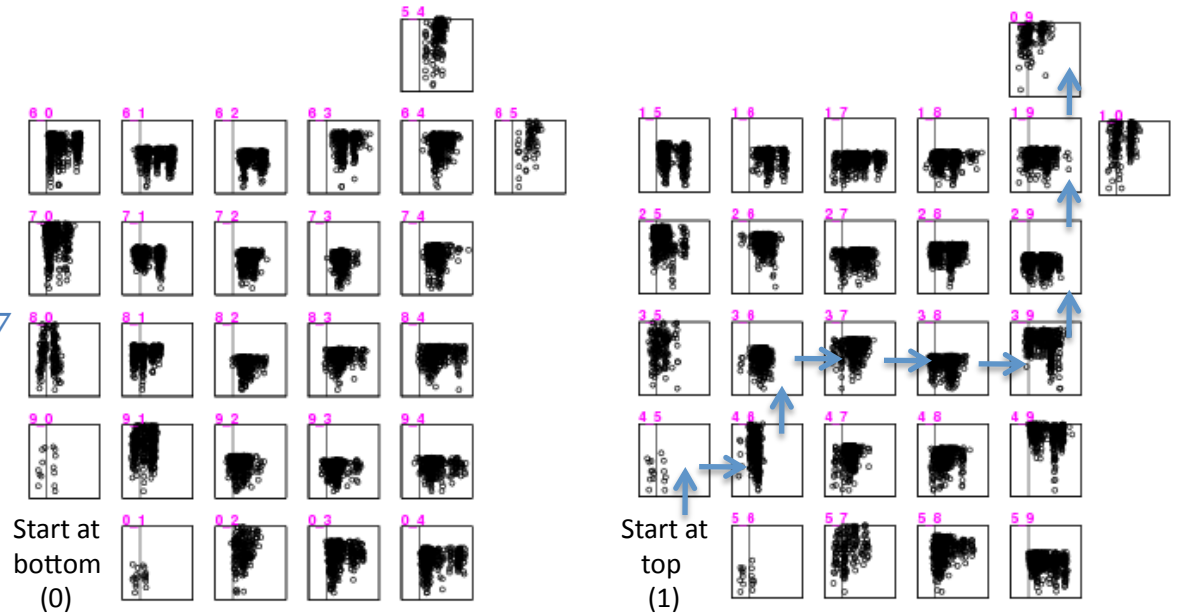 5_4 0_9
6_0 6_1 6_2 6_3 6_4 6_5 1_5 1_6 1_7 1_8 1_9 1_0
7_0 7_1 7_2 7_3 7_4 2_5 2_6 2_7 2_8 2_9
8_0 8_1 8_2 8_3 8_4 3_5 3_6 3_7 3_8 3_9
9_0 9_1 9_2 9_3 9_4 4_5 4_6 4_7 4_8 4_9
0_1 0_2 0_3 0_4 5_6 5_7 5_8 5_9
Start at
bottom
(0)
Start at
top
(1)